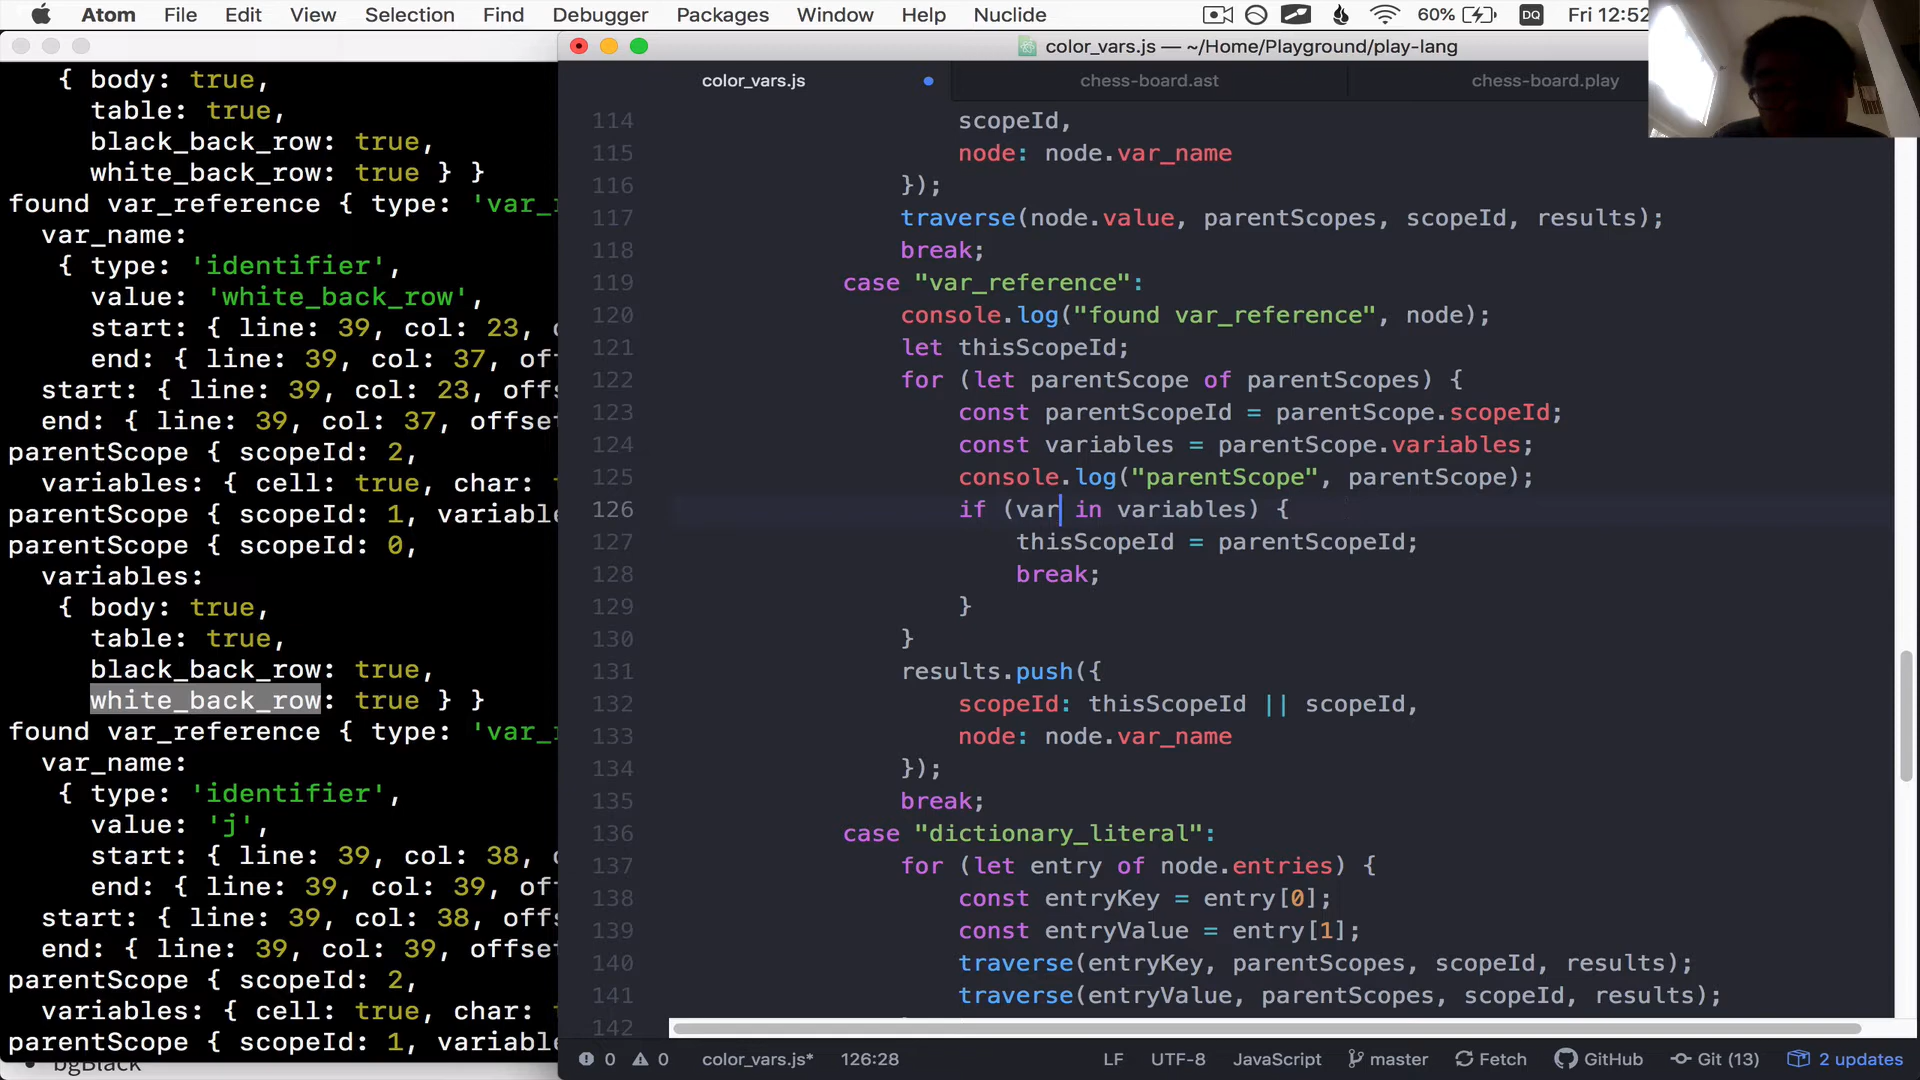 Atom File Edit View Selection Find Debugger Packages Window Help Nuclide 60% DQ Fri 12:52
{ body: true,
table: true,
black_back_row: true,
white_back_row: true } }
found var_reference { type: 'var_
var_name:
{ type: 'identifier',
value: 'white_back_row',
start: { line: 39, col: 23,
end: { line: 39, col: 37, of
start: { line: 39, col: 23, off
end: { line: 39, col: 37, offse
parentScope { scopeId: 2,
variables: { cell: true, char:
parentScope { scopeId: 1, variabl
parentScope { scopeId: 0,
variables:
{ body: true,
table: true,
black_back_row: true,
white_back_row: true } }
found var_reference { type: 'var_
var_name:
{ type: 'identifier',
value: 'j',
start: { line: 39, col: 38,
end: { line: 39, col: 39, of
start: { line: 39, col: 38, off
end: { line: 39, col: 39, offse
parentScope { scopeId: 2,
variables: { cell: true, char:
parentScope { scopeId: 1, variabl
bgBlack
color_vars.js — ~/Home/Playground/play-lang
color_vars.js chess-board.ast chess-board.play
114 scopeId,
115 node: node.var_name
116 });
117 traverse(node.value, parentScopes, scopeId, results);
118 break;
119 case "var_reference":
120 console.log("found var_reference", node);
121 let thisScopeId;
122 for (let parentScope of parentScopes) {
123 const parentScopeId = parentScope.scopeId;
124 const variables = parentScope.variables;
125 console.log("parentScope", parentScope);
126 if (var in variables) {
127 thisScopeId = parentScopeId;
128 break;
129 }
130 }
131 results.push({
132 scopeId: thisScopeId || scopeId,
133 node: node.var_name
134 });
135 break;
136 case "dictionary_literal":
137 for (let entry of node.entries) {
138 const entryKey = entry[0];
139 const entryValue = entry[1];
140 traverse(entryKey, parentScopes, scopeId, results);
141 traverse(entryValue, parentScopes, scopeId, results);
142
0 0 color_vars.js* 126:28 LF UTF-8 JavaScript master Fetch GitHub Git (13) 2 updates